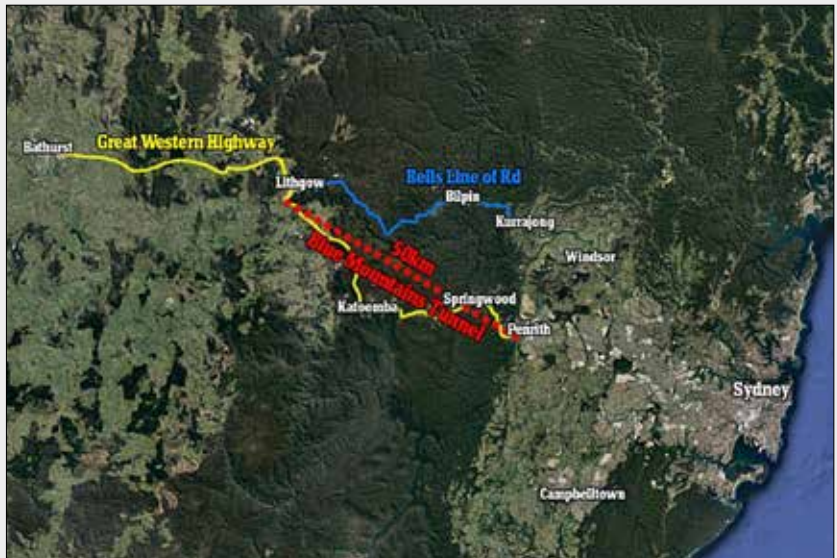 Great Western Highway
Bathurst
Lithgow
Bells Line of Rd
Bilpin
Kurrajong
50km
Blue Mountains Tunnel
Windsor
Springwood
Katoomba
Penrith
Sydney
Campbelltown